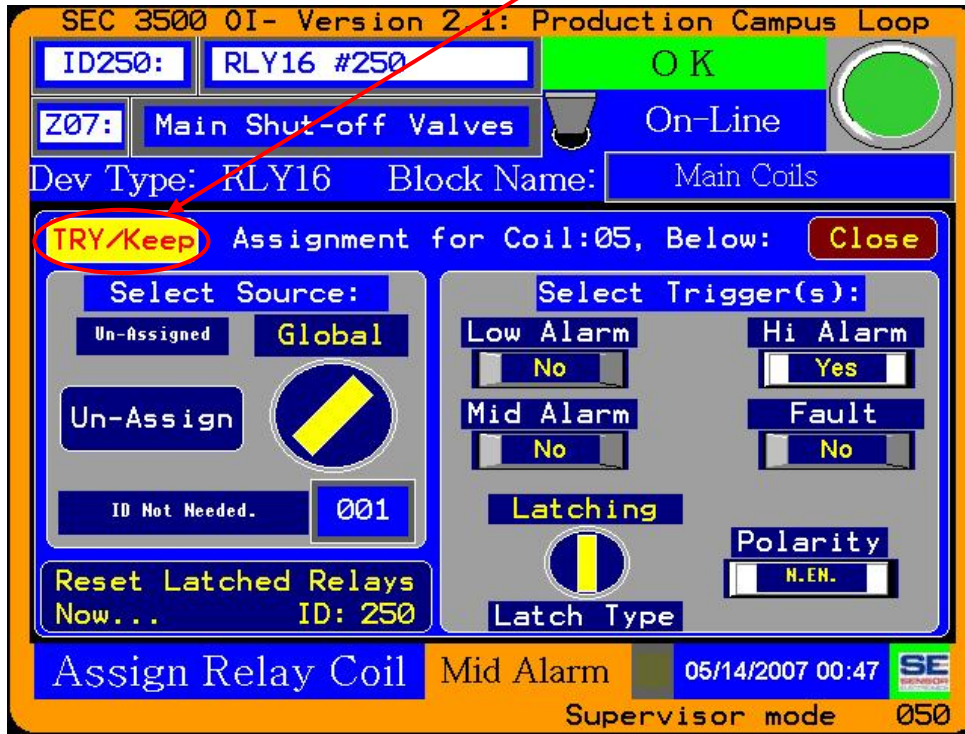 SEC 3500 OI- Version 2.1: Production Campus Loop
ID250: RLY16 #250 OK
Z07: Main Shut-off Valves On-Line
Dev Type: RLY16 Block Name: Main Coils
TRY/Keep Assignment for Coil:05, Below: Close
Select Source:
Un-Assigned Global
Un-Assign
ID Not Needed. 001
Reset Latched Relays
Now... ID: 250
Select Trigger(s):
Low Alarm Hi Alarm
No Yes
Mid Alarm Fault
No No
Latching
Polarity
N.EN.
Latch Type
Assign Relay Coil Mid Alarm 05/14/2007 00:47 SE
SENSOR
Supervisor mode 050